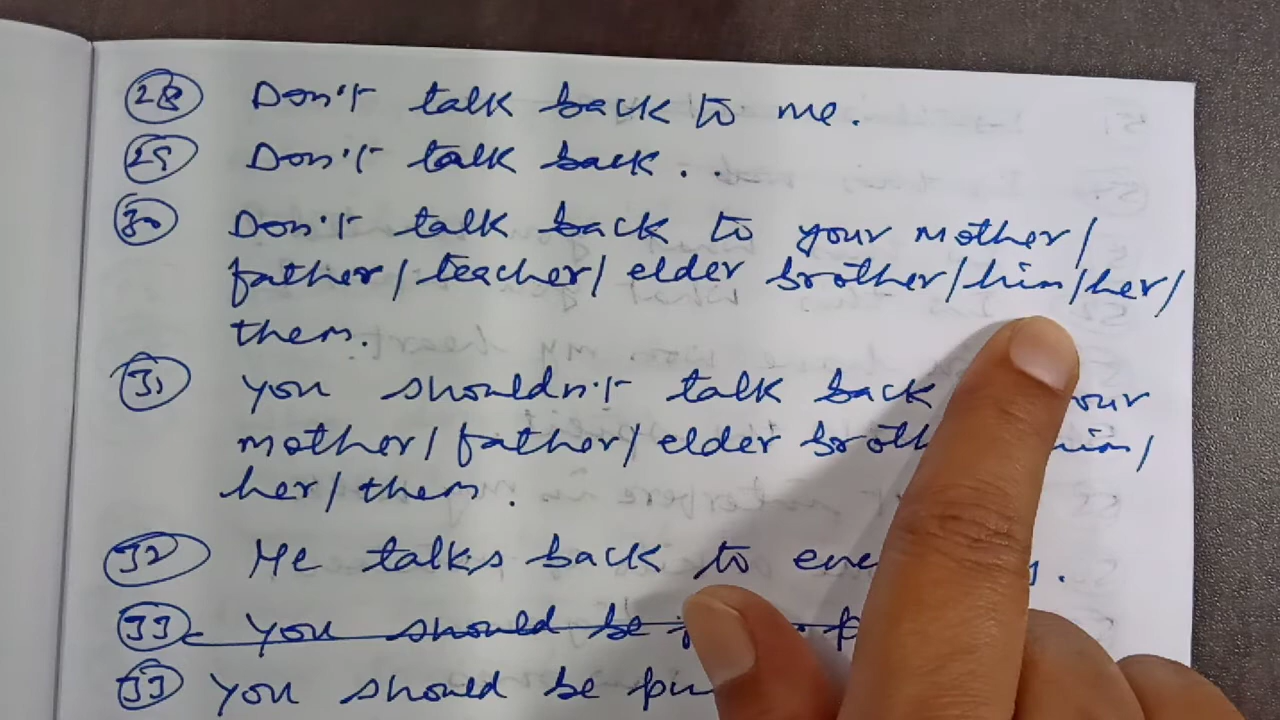 28 Don't talk back to me.
29 Don't talk back..
30 Don't talk back to your mother/
father/teacher/ elder brother/him/her/
them.
31 You shouldn't talk back
mother/father/elder him/
her/them.
32 He talks back to
33 You should be
33 You should be